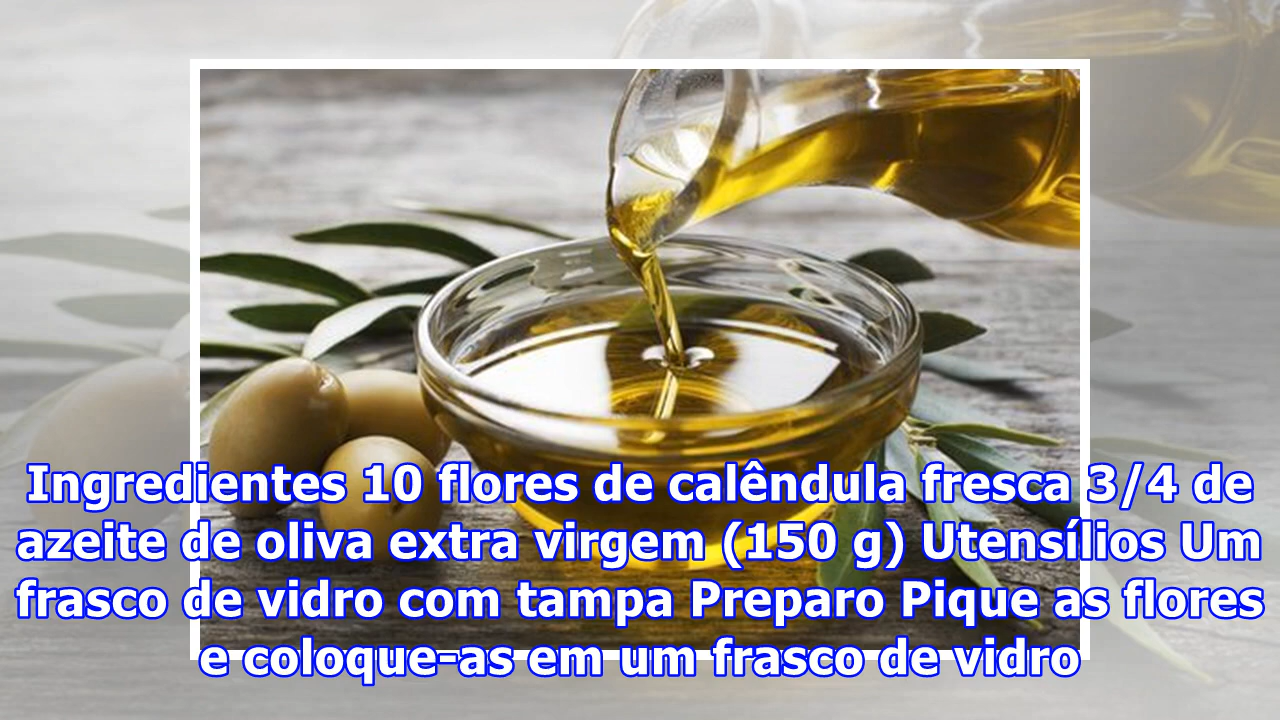 Ingredientes 10 flores de calêndula fresca 3/4 de
azeite de oliva extra virgem (150 g) Utensílios Um
frasco de vidro com tampa Preparo Pique as flores
e coloque-as em um frasco de vidro